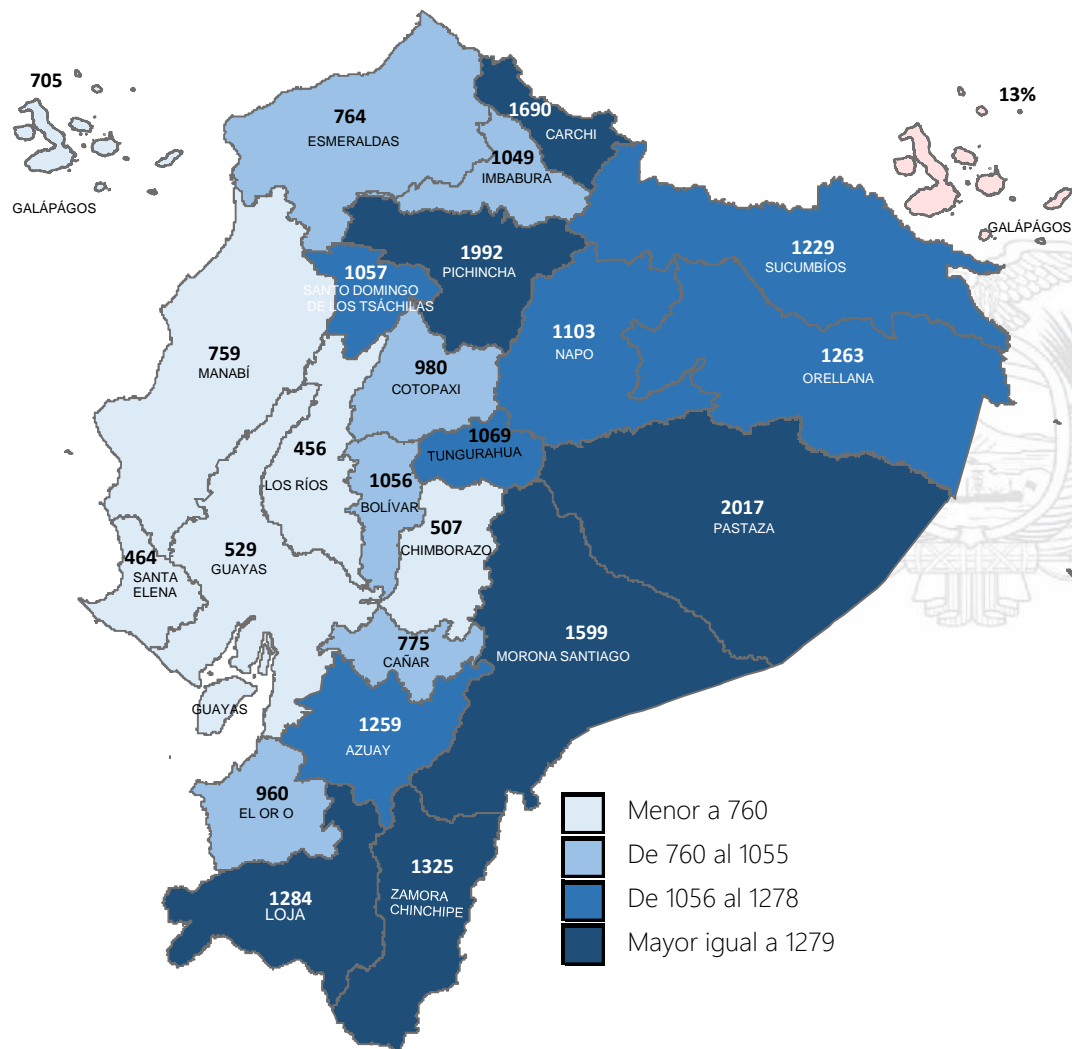 705
GALÁPÁGOS
764
ESMERALDAS
1690
CARCHI
1049
IMBABURA
13%
GALÁPÁGOS
1992
PICHINCHA
1229
SUCUMBÍOS
1057
SANTO DOMINGO
DE LOS TSÁCHILAS
1103
NAPO
759
MANABÍ
980
COTOPAXI
1263
ORELLANA
1069
TUNGURAHUA
456
LOS RÍOS
1056
BOLÍVAR
2017
PASTAZA
507
CHIMBORAZO
464
SANTA
ELENA
529
GUAYAS
775
CAÑAR
1599
MORONA SANTIAGO
GUAYAS
1259
AZUAY
960
EL OR O
1284
LOJA
1325
ZAMORA
CHINCHIPE
Menor a 760
De 760 al 1055
De 1056 al 1278
Mayor igual a 1279